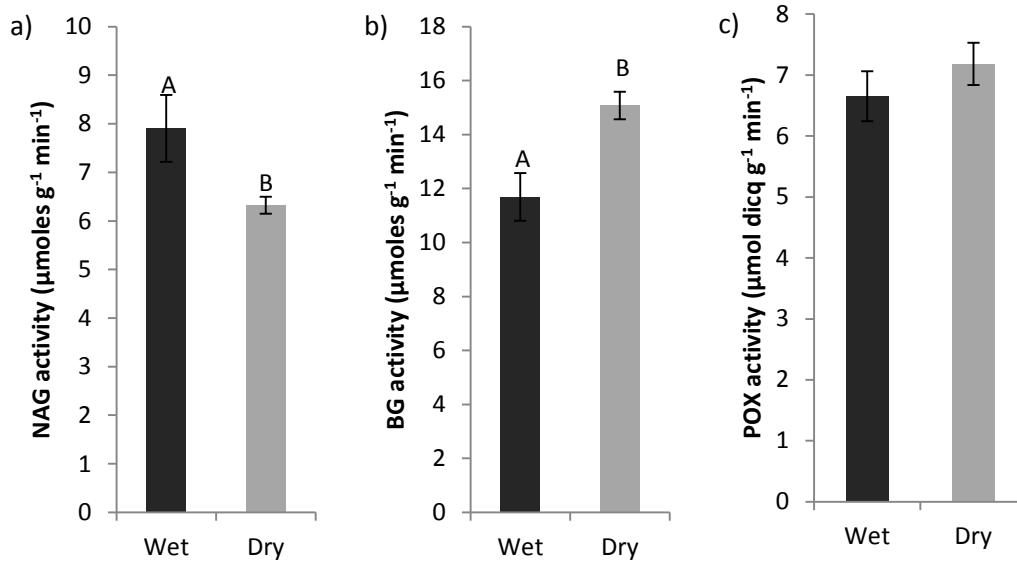 a)
NAG activity (µmoles g⁻¹ min⁻¹)
10
9
8
7
6
5
4
3
2
1
0
A
B
Wet Dry
b)
BG activity (µmoles g⁻¹ min⁻¹)
18
16
14
12
10
8
6
4
2
0
A
B
Wet Dry
c)
POX activity (µmol dicq g⁻¹ min⁻¹)
8
7
6
5
4
3
2
1
0
Wet Dry